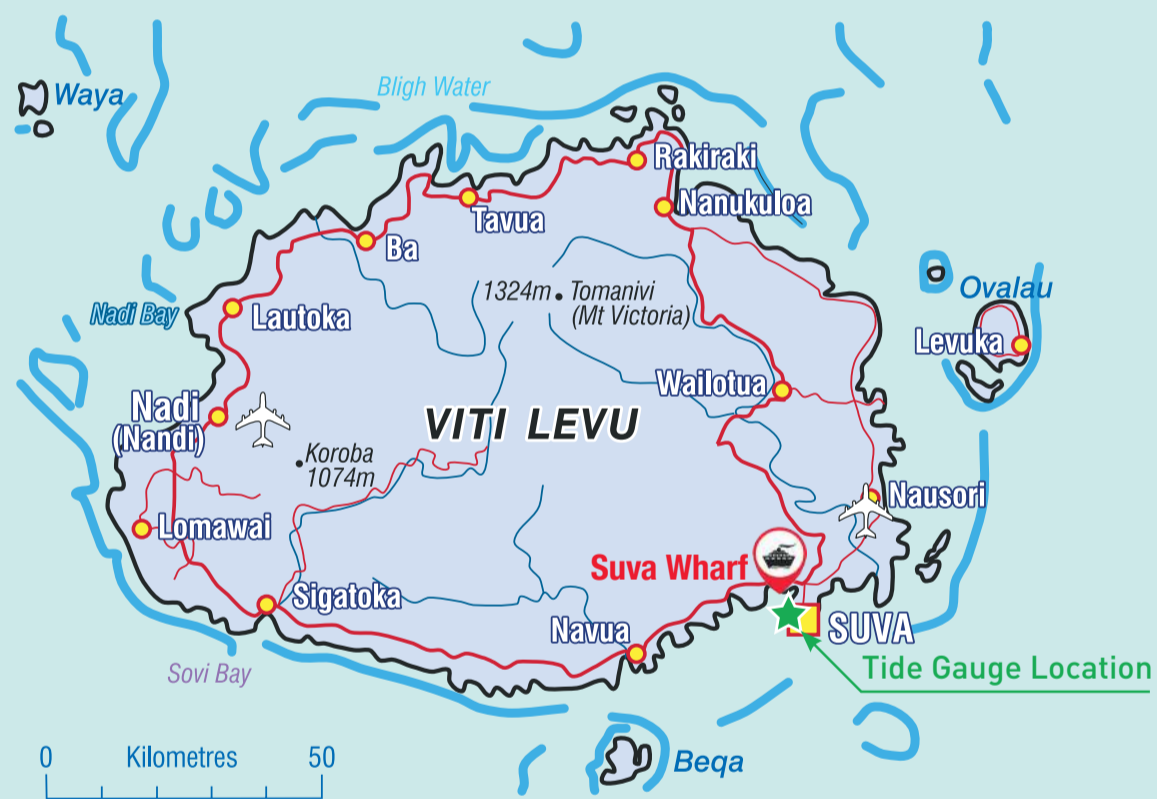 Waya
Bligh Water
Rakiraki
Nanukuloa
Tavua
Ba
1324m
Tomanivi
(Mt Victoria)
Ovalau
Nadi Bay
Lautoka
Levuka
Wailotua
Nadi
(Nandi)
VITI LEVU
Koroba
1074m
Nausori
Lomawai
Suva Wharf
Sigatoka
Navua
SUVA
Tide Gauge Location
Sovi Bay
0 Kilometres 50
Beqa